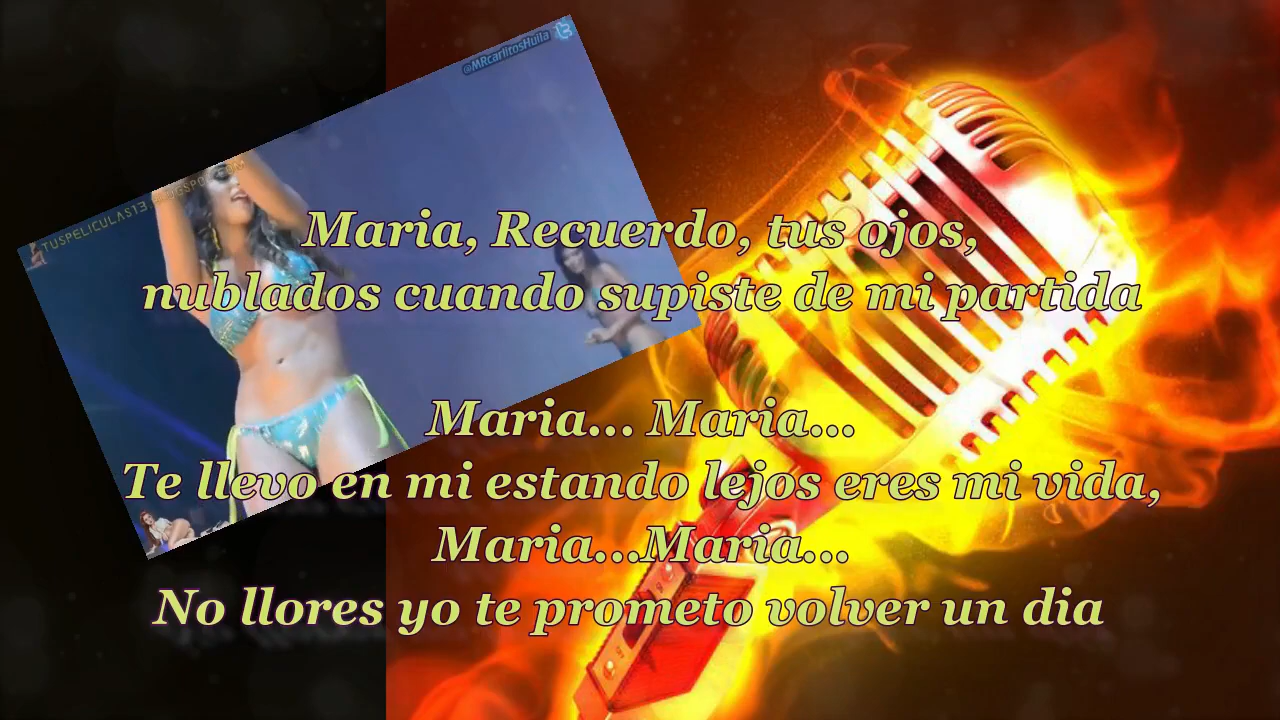 @MRcarlitosHuila
Maria, Recuerdo, tus ojos,
nublados cuando supiste de mi partida
Maria... Maria...
Te llevo en mi estando lejos eres mi vida,
Maria...Maria...
No llores yo te prometo volver un dia